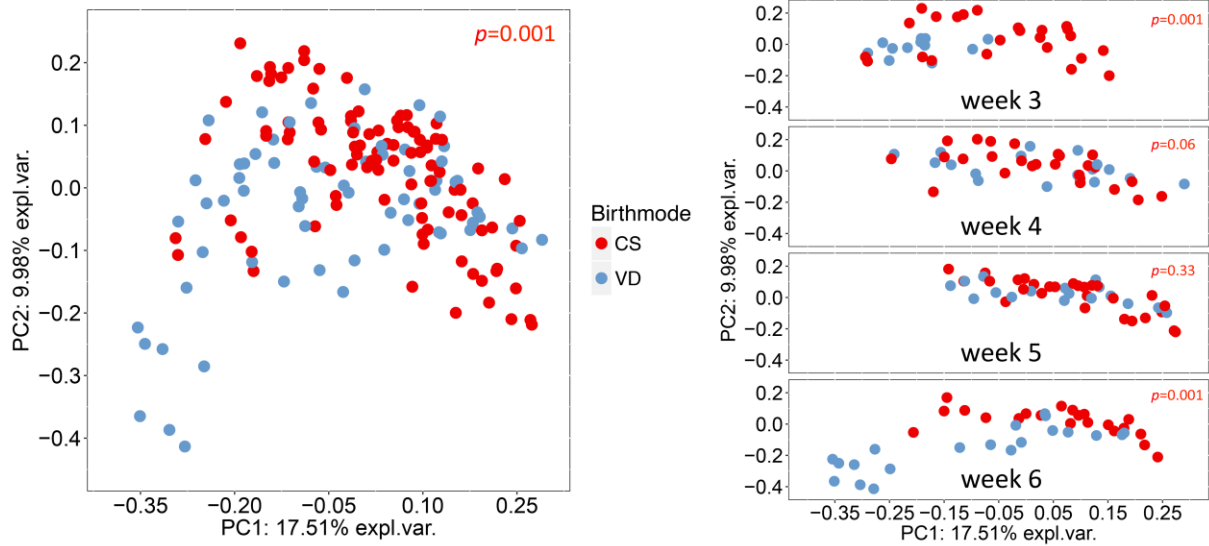 p=0.001
0.2
0.1
0.0
−0.1
−0.2
−0.3
−0.4
PC2: 9.98% expl.var.
−0.35
−0.20
−0.05
0.10
0.25
PC1: 17.51% expl.var.
Birthmode
CS
VD
PC2: 9.98% expl.var.
0.2
0.0
−0.2
−0.4
p=0.001
week 3
0.2
0.0
−0.2
−0.4
p=0.06
week 4
0.2
0.0
−0.2
−0.4
p=0.33
week 5
0.2
0.0
−0.2
−0.4
p=0.001
week 6
−0.35
−0.25
−0.15
−0.05
0.05
0.15
0.25
PC1: 17.51% expl.var.